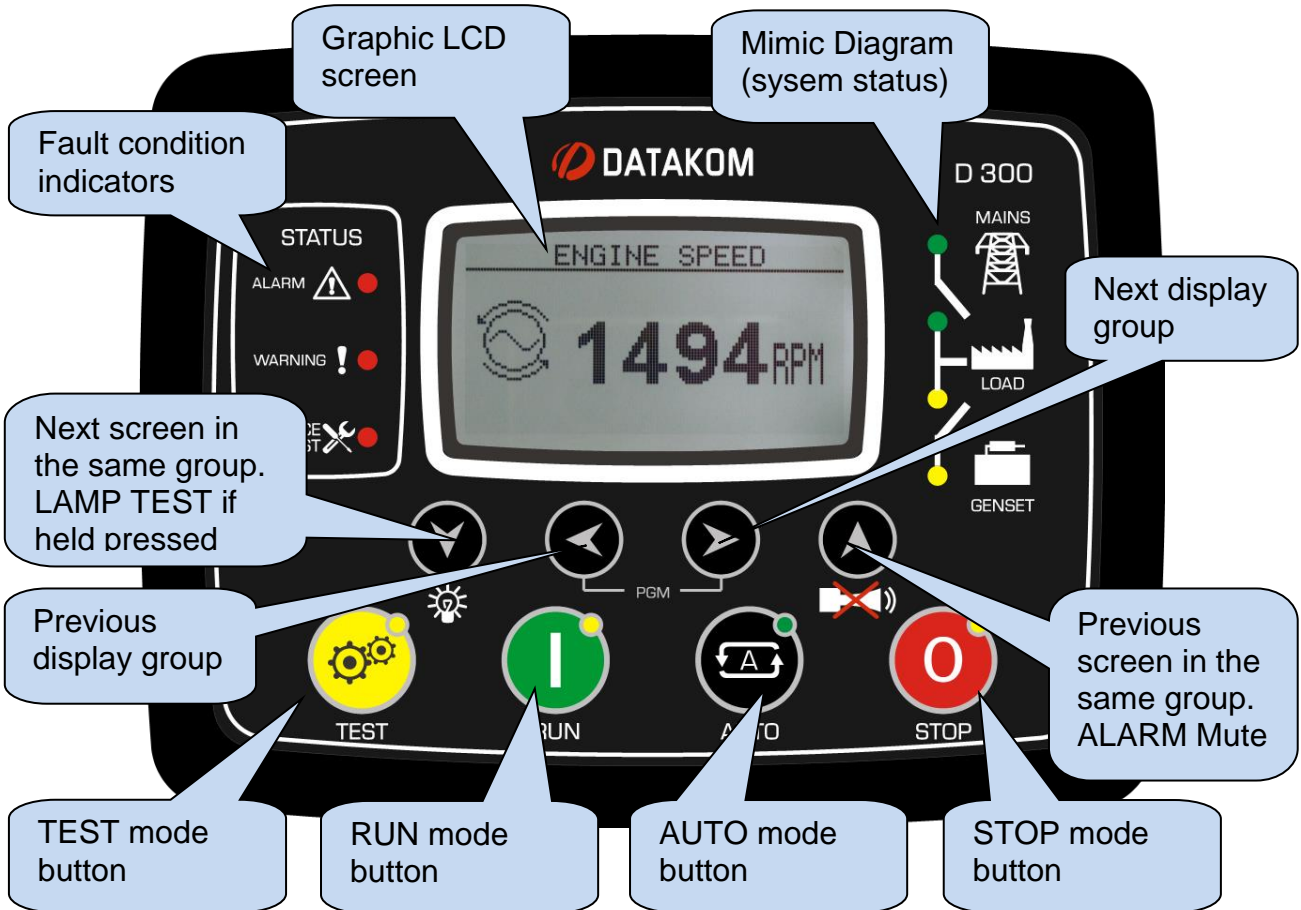 Graphic LCD
screen
Mimic Diagram
(sysem status)
Fault condition
indicators
DATAKOM
D 300
MAINS
STATUS
ALARM
ENGINE SPEED
1494 RPM
Next display
group
WARNING
LOAD
Next screen in
the same group.
LAMP TEST if
held pressed
GENSET
PGM
Previous
display group
Previous
screen in the
same group.
ALARM Mute
A
O
TEST
STOP
TEST mode
button
RUN mode
button
AUTO mode
button
STOP mode
button